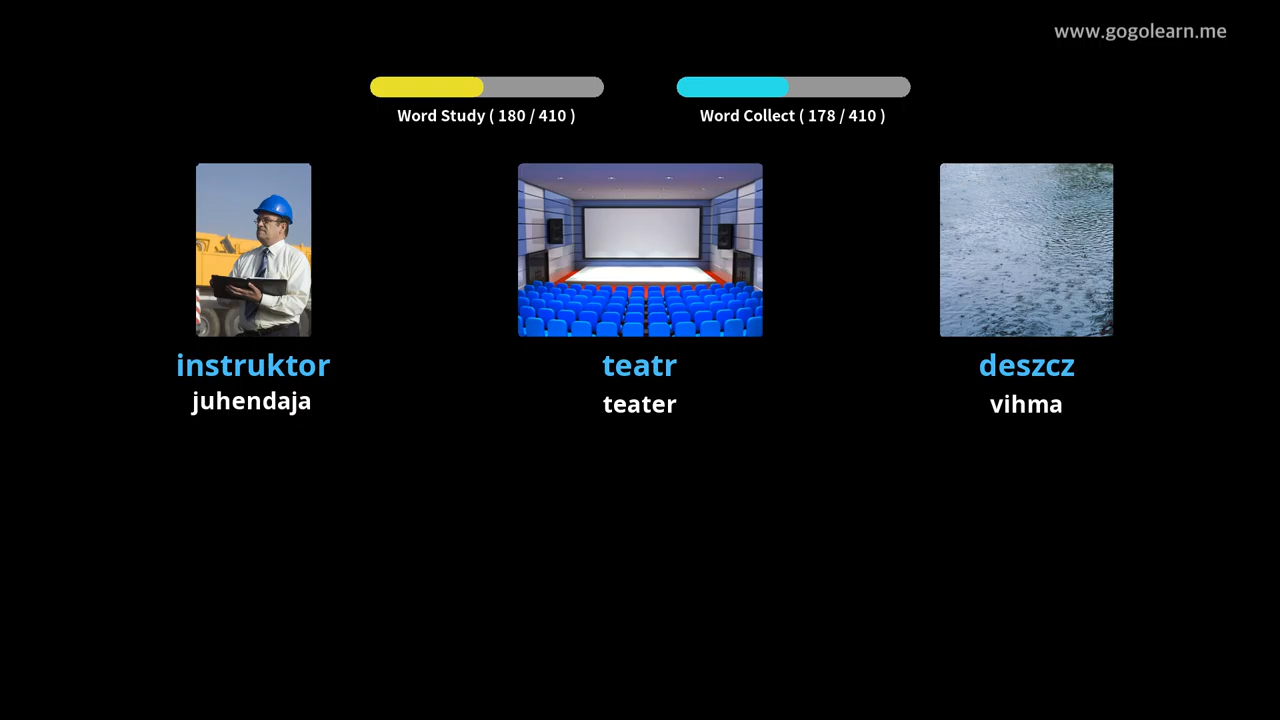 www.gogolearn.me
Word Study ( 180 / 410 )
Word Collect ( 178 / 410 )
instruktor
juhendaja
teatr
teater
deszcz
vihma